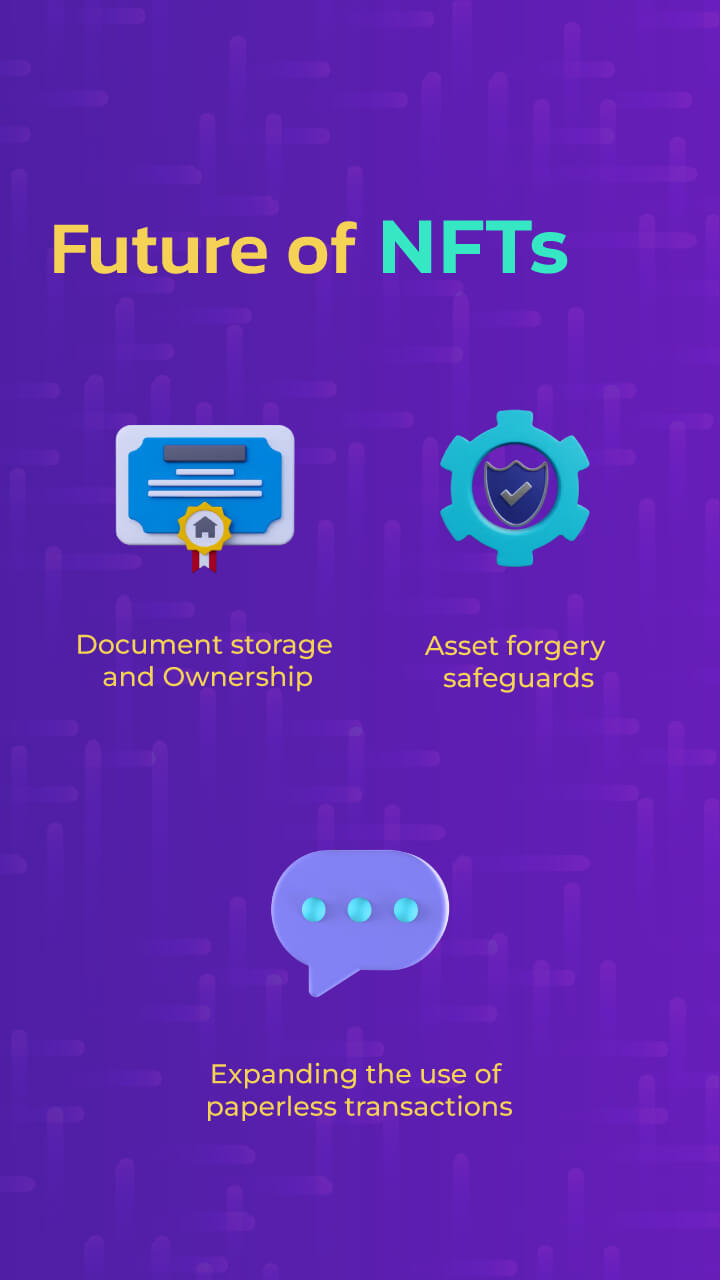 Future of NFTs
Document storage
and Ownership
Asset forgery
safeguards
Expanding the use of
paperless transactions